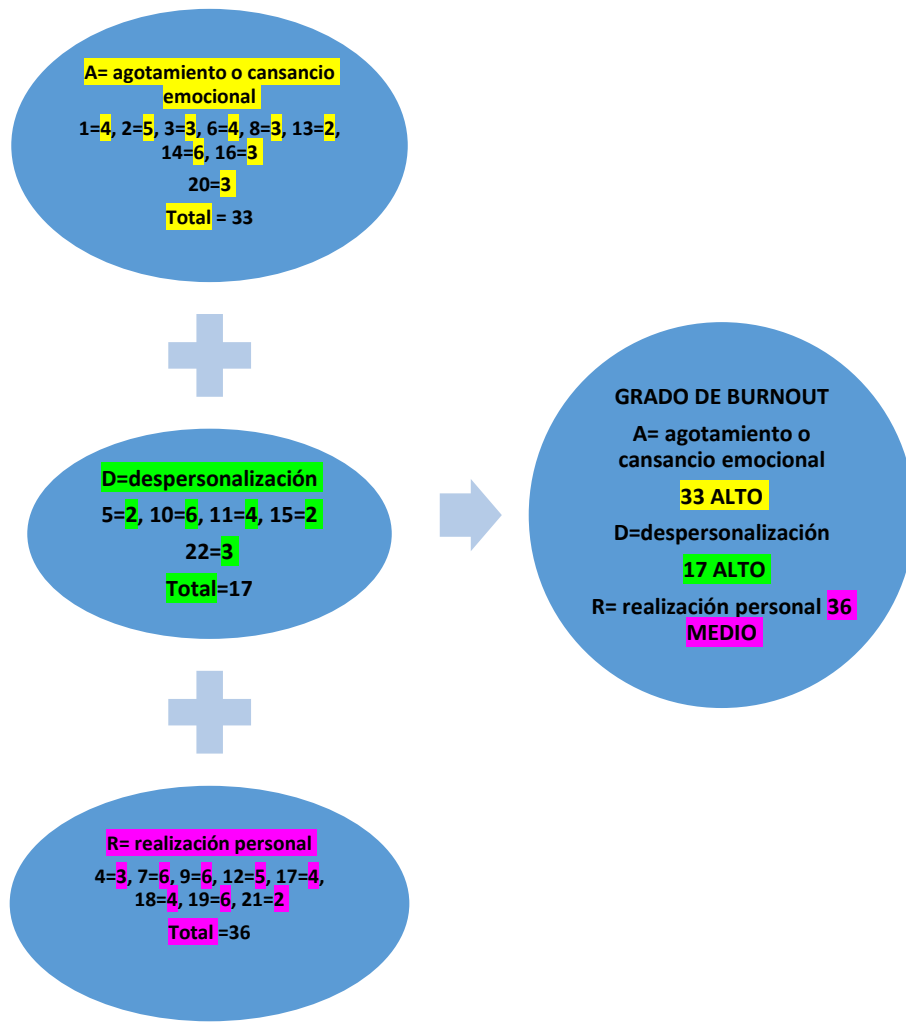 A= agotamiento o cansancio
emocional
1=4, 2=5, 3=3, 6=4, 8=3, 13=2,
14=6, 16=3
20=3
Total = 33
D=despersonalización
5=2, 10=6, 11=4, 15=2
22=3
Total=17
R= realización personal
4=3, 7=6, 9=6, 12=5, 17=4,
18=4, 19=6, 21=2
Total =36
GRADO DE BURNOUT
A= agotamiento o
cansancio emocional
33 ALTO
D=despersonalización
17 ALTO
R= realización personal 36
MEDIO